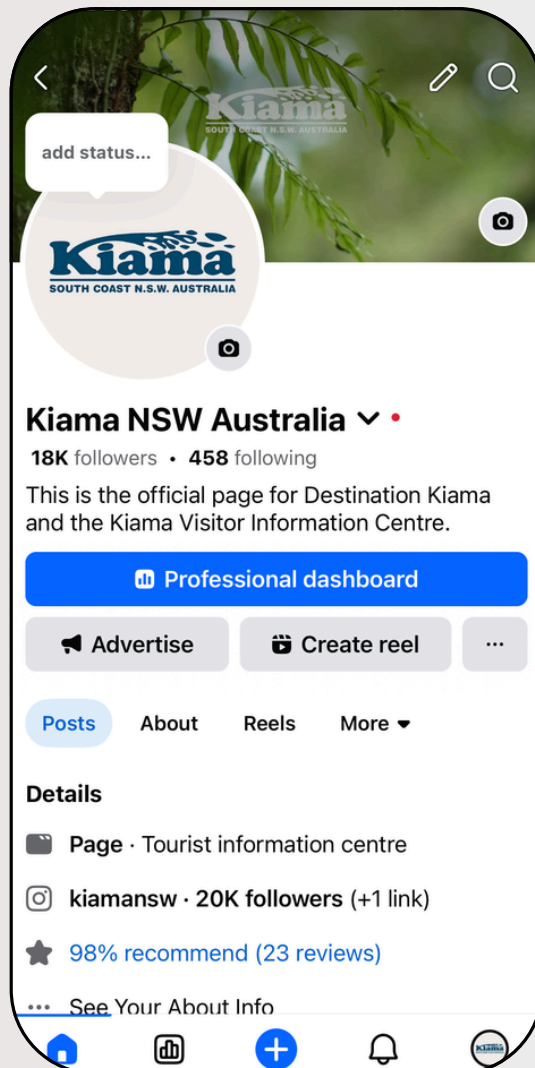 Kiama
SOUTH COAST N.S.W. AUSTRALIA
add status...
Kiama
SOUTH COAST N.S.W. AUSTRALIA
Kiama NSW Australia
18K followers • 458 following
This is the official page for Destination Kiama
and the Kiama Visitor Information Centre.
Professional dashboard
Advertise
Create reel
Posts About Reels More
Details
Page · Tourist information centre
kiamansw · 20K followers (+1 link)
98% recommend (23 reviews)
See Your About Info
Kiama